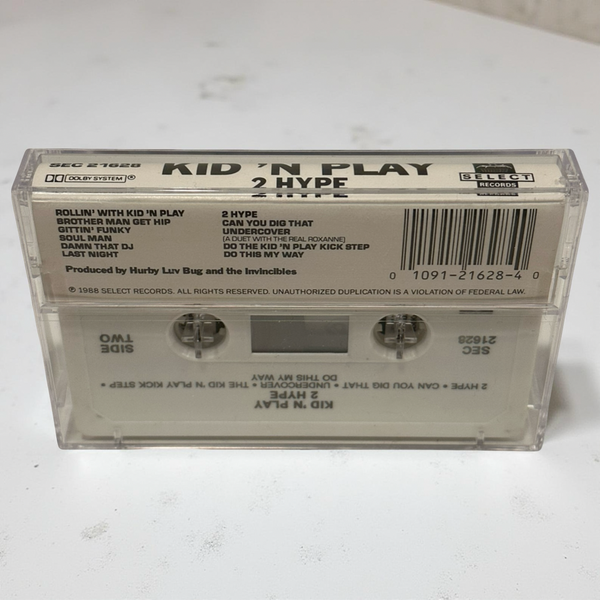 SEC 21628
KID 'N PLAY
2 HYPE
DOLBY SYSTEM ®
SELECT
RECORDS
ROLLIN' WITH KID 'N PLAY
BROTHER MAN GET HIP
GITTIN' FUNKY
SOUL MAN
DAMN THAT DJ
LAST NIGHT
2 HYPE
CAN YOU DIG THAT
UNDERCOVER
(A DUET WITH THE REAL ROXANNE)
DO THE KID 'N PLAY KICK STEP
DO THIS MY WAY
Produced by Hurby Luv Bug and the Invincibles
0 1091-21628-4 0
℗ 1988 SELECT RECORDS. ALL RIGHTS RESERVED. UNAUTHORIZED DUPLICATION IS A VIOLATION OF FEDERAL LAW.
KID 'N PLAY
2 HYPE
2 HYPE • CAN YOU DIG THAT • UNDERCOVER • THE KID 'N PLAY KICK STEP •
DO THIS MY WAY
SEC
21628
SIDE
TWO